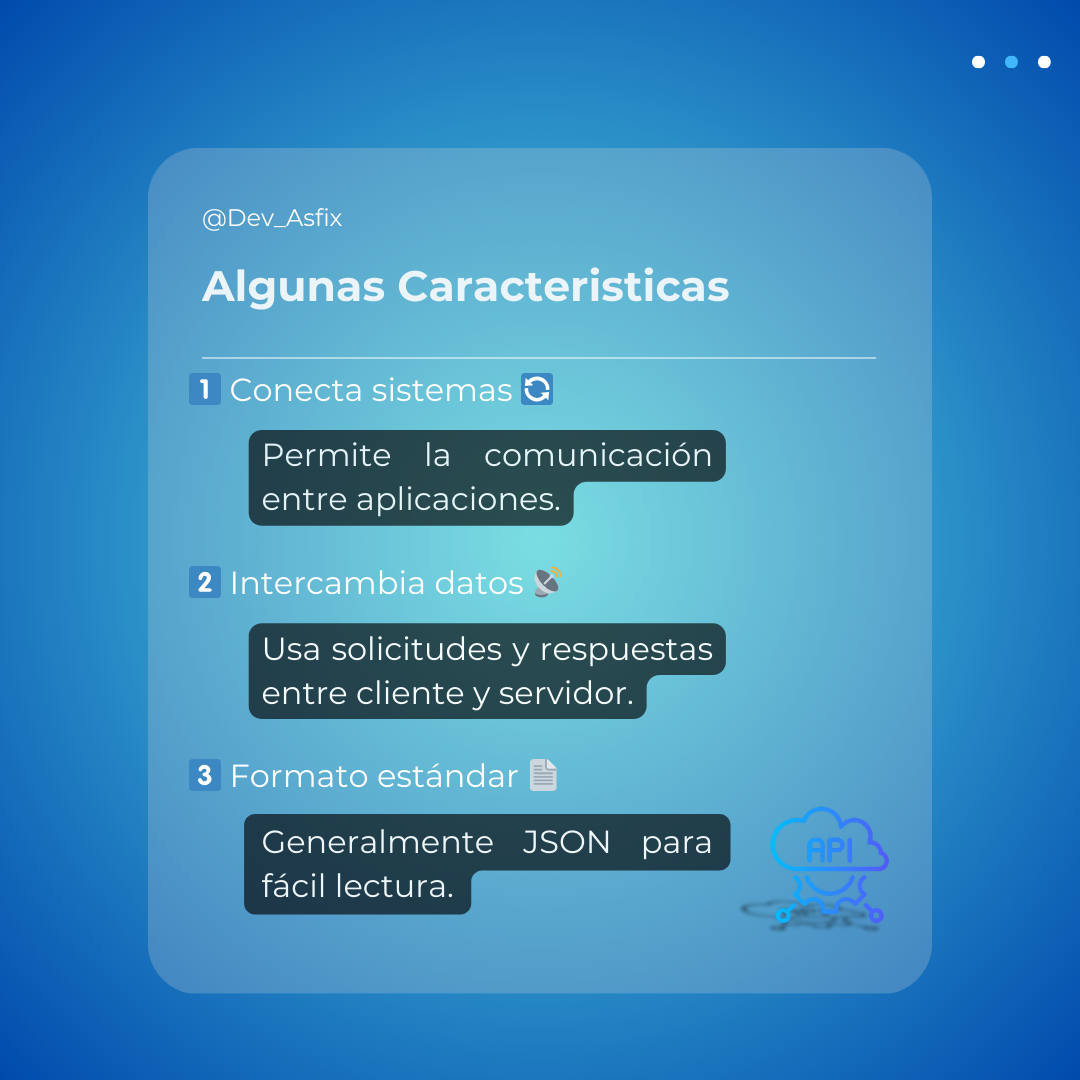 @Dev_Asfix
Algunas Caracteristicas
1 Conecta sistemas
Permite la comunicación
entre aplicaciones.
2 Intercambia datos
Usa solicitudes y respuestas
entre cliente y servidor.
3 Formato estándar
Generalmente JSON para
fácil lectura.
API